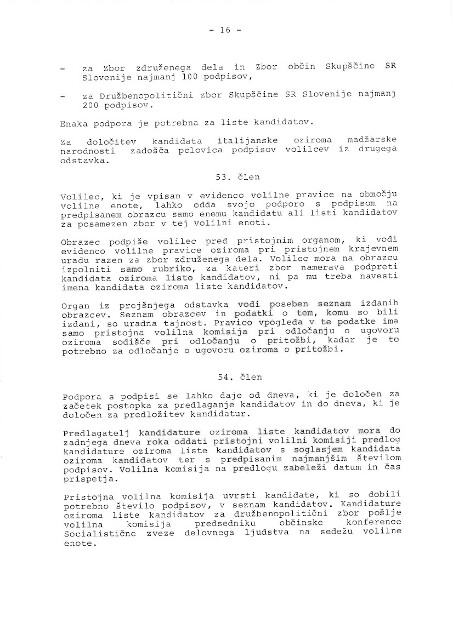 - 16 -
- za Zbor združenega dela in Zbor občin Skupščine SR
Slovenije najmanj 100 podpisov,
- za Družbenopolitični zbor Skupščine SR Slovenije najmanj
200 podpisov.
Enaka podpora je potrebna za liste kandidatov.
Za določitev kandidata italijanske oziroma madžarske
narodnosti zadošča polovica podpisov volilcev iz drugega
odstavka.
53. člen
Volilec, ki je vpisan v evidenco volilne pravice na območju
volilne enote, lahko odda svojo podporo s podpisom na
predpisanem obrazcu samo enemu kandidatu ali listi kandidatov
za posamezen zbor v tej volilni enoti.
Obrazec podpiše volilec pred pristojnim organom, ki vodi
evidenco volilne pravice oziroma pri pristojnem krajevnem
uradu razen za zbor združenega dela. Volilec mora na obrazcu
izpolniti samo rubriko, za kateri zbor namerava podpreti
kandidata oziroma liste kandidatov, ni pa mu treba navesti
imena kandidata oziroma liste kandidatov.
Organ iz prejšnjega odstavka vodi poseben seznam izdanih
obrazcev. Seznam obrazcev in podatki o tem, komu so bili
izdani, so uradna tajnost. Pravico vpogleda v te podatke ima
samo pristojna volilna komisija pri odločanju o ugovoru
oziroma sodišče pri odločanju o pritožbi, kadar je to
potrebno za odločanje o ugovoru oziroma o pritožbi.
54. člen
Podpora s podpisi se lahko daje od dneva, ki je določen za
začetek postopka za predlaganje kandidatov in do dneva, ki je
določen za predložitev kandidatur.
Predlagatelj kandidature oziroma liste kandidatov mora do
zadnjega dneva roka oddati pristojni volilni komisiji predlog
kandidature oziroma liste kandidatov s soglasjem kandidata
oziroma kandidatov ter s predpisanim najmanjšim številom
podpisov. Volilna komisija na predlogu zabeleži datum in čas
prispetja.
Pristojna volilna komisija uvrsti kandidate, ki so dobili
potrebno število podpisov, v seznam kandidatov. Kandidature
oziroma liste kandidatov za družbenopolitični zbor pošlje
volilna komisija predsedniku občinske konference
Socialistične zveze delovnega ljudstva na sedežu volilne
enote.